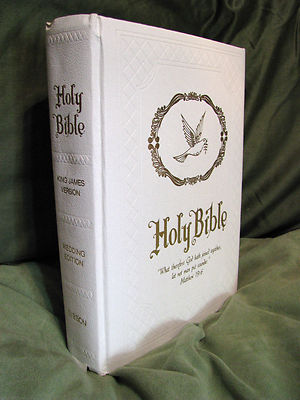 Holy
Bible
KING JAMES
VERSION
WEDDING
EDITION
Holy Bible
"What therefore God hath joined together,
let not man put asunder."
Matthew 19:6